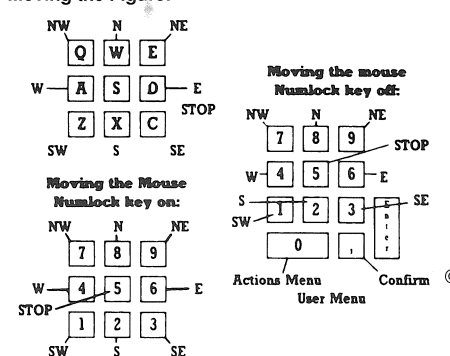 Moving the Figure:
NW N NE
Q W E
W A S D E
STOP
Z X C
SW S SE
Moving the Mouse
Numlock key on:
NW N NE
7 8 9
W 4 5 6 E
STOP
1 2 3
SW S SE
Moving the mouse
Numlock key off:
NW N NE
7 8 9
STOP
W 4 5 6 E
S 1 2 3 SE
SW
Enter
0 ,
Actions Menu Confirm
User Menu